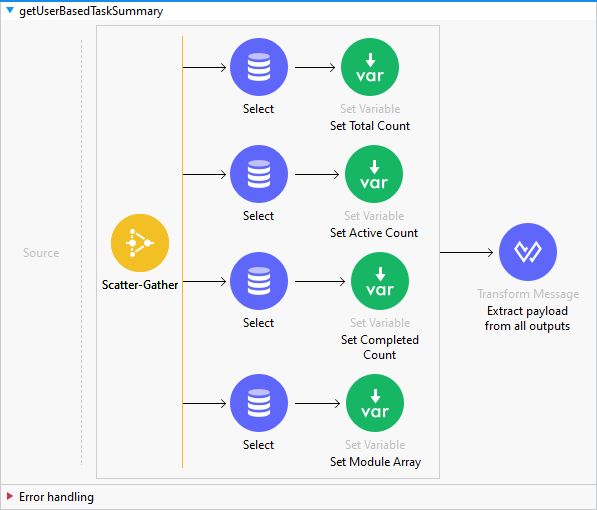 getUserBasedTaskSummary
Source
Scatter-Gather
Select
var
Set Variable
Set Total Count
Select
var
Set Variable
Set Active Count
Select
var
Set Variable
Set Completed
Count
Select
var
Set Variable
Set Module Array
Transform Message
Extract payload
from all outputs
Error handling